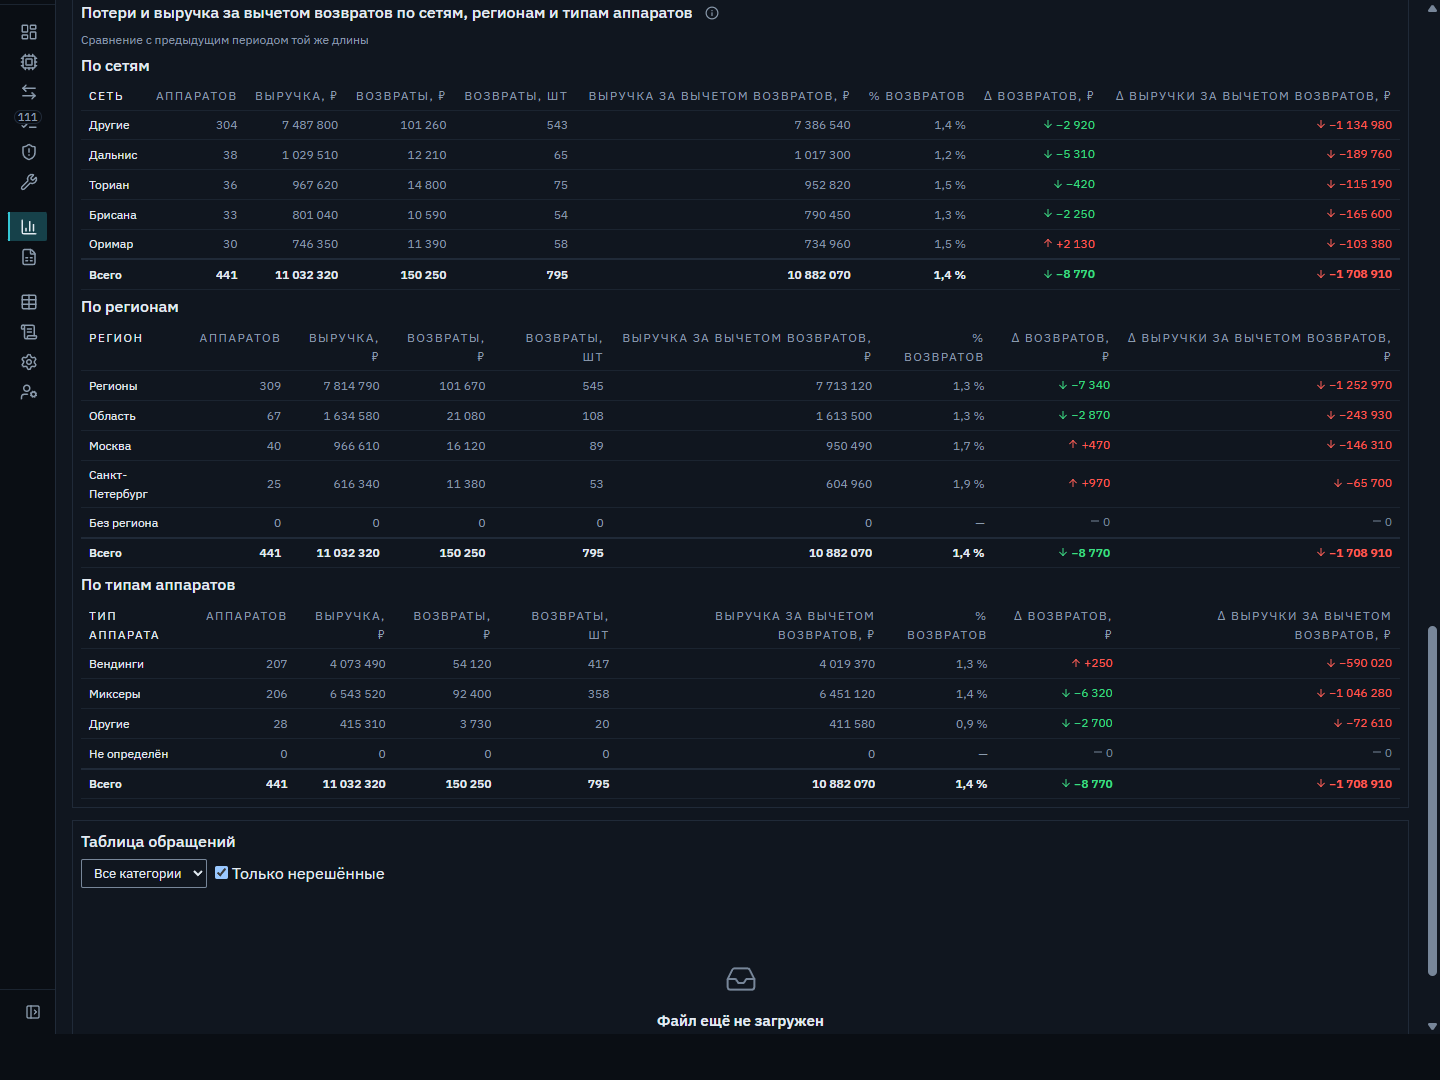 Потери и выручка за вычетом возвратов по сетям, регионам и типам аппаратов
Сравнение с предыдущим периодом той же длины
По сетям
СЕТЬ АППАРАТОВ ВЫРУЧКА, ₽ ВОЗВРАТЫ, ₽ ВОЗВРАТЫ, ШТ ВЫРУЧКА ЗА ВЫЧЕТОМ ВОЗВРАТОВ, ₽ % ВОЗВРАТОВ Δ ВОЗВРАТОВ, ₽ Δ ВЫРУЧКИ ЗА ВЫЧЕТОМ ВОЗВРАТОВ, ₽
Другие 304 7 487 800 101 260 543 7 386 540 1,4 % ↓ −2 920 ↓ −1 134 980
Дальнис 38 1 029 510 12 210 65 1 017 300 1,2 % ↓ −5 310 ↓ −189 760
Ториан 36 967 620 14 800 75 952 820 1,5 % ↓ −420 ↓ −115 190
Брисана 33 801 040 10 590 54 790 450 1,3 % ↓ −2 250 ↓ −165 600
Оримар 30 746 350 11 390 58 734 960 1,5 % ↑ +2 130 ↓ −103 380
Всего 441 11 032 320 150 250 795 10 882 070 1,4 % ↓ −8 770 ↓ −1 708 910
111
По регионам
РЕГИОН АППАРАТОВ ВЫРУЧКА, ВОЗВРАТЫ, ВОЗВРАТЫ, ВЫРУЧКА ЗА ВЫЧЕТОМ ВОЗВРАТОВ, % Δ ВОЗВРАТОВ, Δ ВЫРУЧКИ ЗА ВЫЧЕТОМ ВОЗВРАТОВ,
₽ ₽ ШТ ₽ ВОЗВРАТОВ ₽ ₽
Регионы 309 7 814 790 101 670 545 7 713 120 1,3 % ↓ −7 340 ↓ −1 252 970
Область 67 1 634 580 21 080 108 1 613 500 1,3 % ↓ −2 870 ↓ −243 930
Москва 40 966 610 16 120 89 950 490 1,7 % ↑ +470 ↓ −146 310
Санкт-
Петербург 25 616 340 11 380 53 604 960 1,9 % ↑ +970 ↓ −65 700
Без региона 0 0 0 0 0 — — 0 — 0
Всего 441 11 032 320 150 250 795 10 882 070 1,4 % ↓ −8 770 ↓ −1 708 910
По типам аппаратов
ТИП АППАРАТОВ ВЫРУЧКА, ВОЗВРАТЫ, ВОЗВРАТЫ, ВЫРУЧКА ЗА ВЫЧЕТОМ % Δ ВОЗВРАТОВ, Δ ВЫРУЧКИ ЗА ВЫЧЕТОМ
АППАРАТА ₽ ₽ ШТ ВОЗВРАТОВ, ₽ ВОЗВРАТОВ ₽ ВОЗВРАТОВ, ₽
Вендинги 207 4 073 490 54 120 417 4 019 370 1,3 % ↑ +250 ↓ −590 020
Миксеры 206 6 543 520 92 400 358 6 451 120 1,4 % ↓ −6 320 ↓ −1 046 280
Другие 28 415 310 3 730 20 411 580 0,9 % ↓ −2 700 ↓ −72 610
Не определён 0 0 0 0 0 — — 0 — 0
Всего 441 11 032 320 150 250 795 10 882 070 1,4 % ↓ −8 770 ↓ −1 708 910
Таблица обращений
Все категории Только нерешённые
Файл ещё не загружен